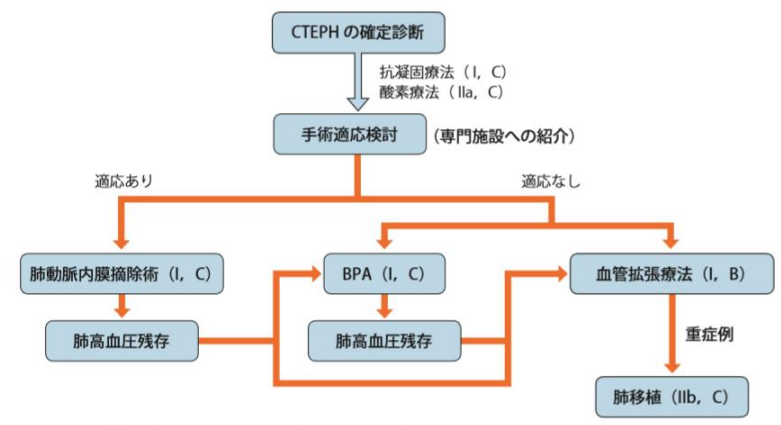 CTEPH の確定診断
抗凝固療法（I，C）
酸素療法（IIa，C）
手術適応検討
（専門施設への紹介）
適応あり
適応なし
肺動脈内膜摘除術（I，C）
BPA（I，C）
血管拡張療法（I，B）
肺高血圧残存
肺高血圧残存
重症例
肺移植（IIb，C）